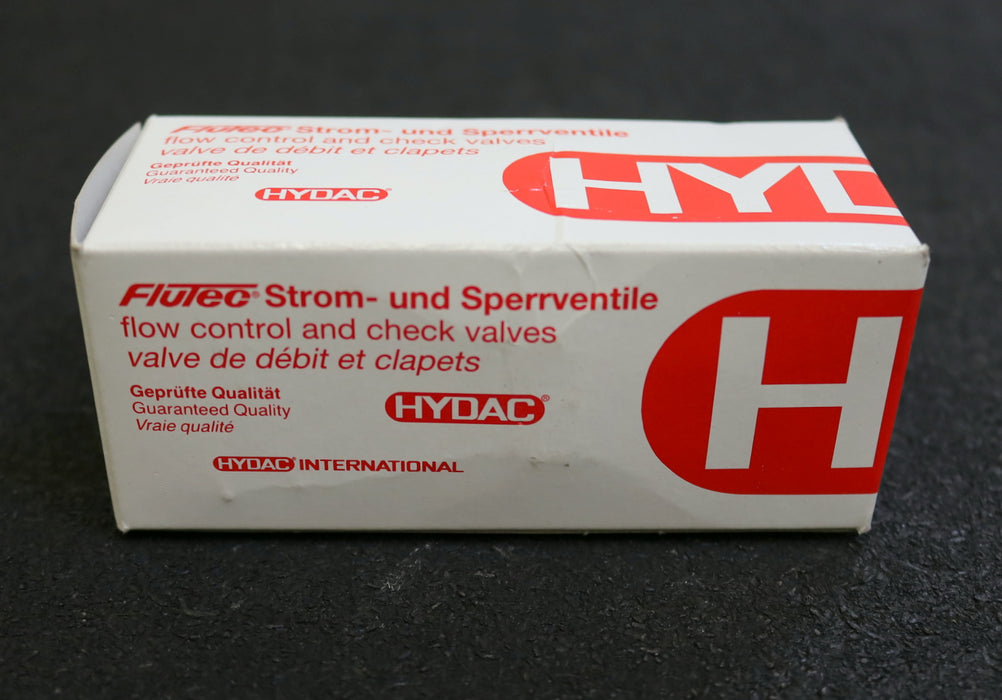 FLUTEC® Strom- und Sperrventile
flow control and check valves
valve de débit et clapets
Geprüfte Qualität
Guaranteed Quality
Vraie qualité
HYDAC®
HYD
FLUTEC® Strom- und Sperrventile
flow control and check valves
valve de débit et clapets
Geprüfte Qualität
Guaranteed Quality
Vraie qualité
HYDAC®
HYDAC® INTERNATIONAL
H